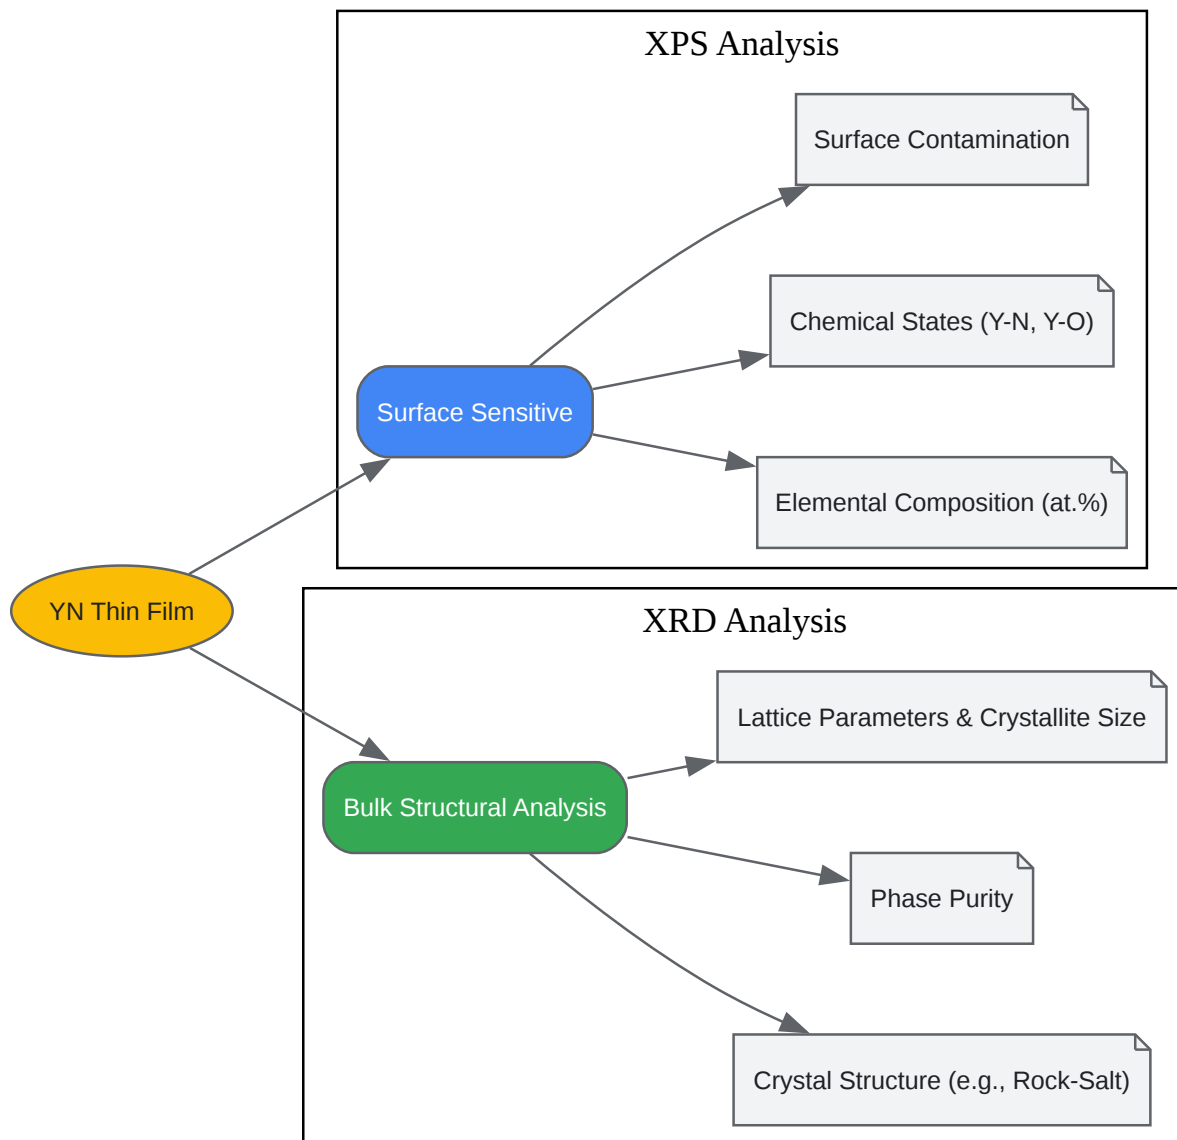 XPS Analysis
Surface Contamination
Chemical States (Y-N, Y-O)
Surface Sensitive
Elemental Composition (at.%)
YN Thin Film
XRD Analysis
Lattice Parameters & Crystallite Size
Bulk Structural Analysis
Phase Purity
Crystal Structure (e.g., Rock-Salt)